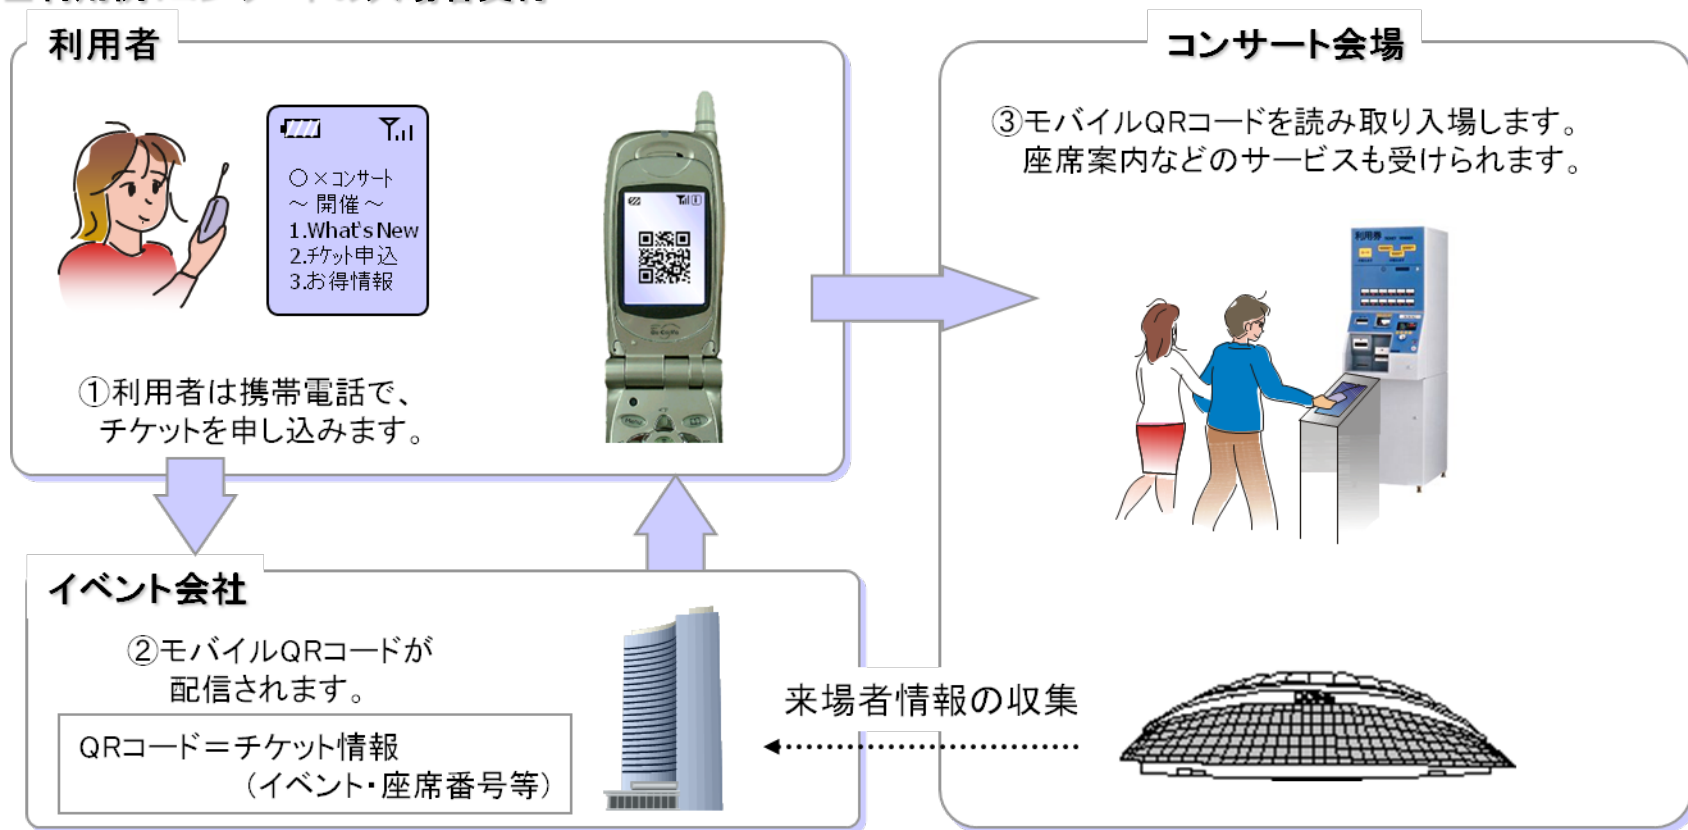 利用者
○×コンサート
～開催～
1.What's New
2.チケット申込
3.お得情報
①利用者は携帯電話で、
チケットを申し込みます。
イベント会社
②モバイルQRコードが
配信されます。
QRコード＝チケット情報
（イベント・座席番号等）
コンサート会場
③モバイルQRコードを読み取り入場します。
座席案内などのサービスも受けられます。
利用券
来場者情報の収集